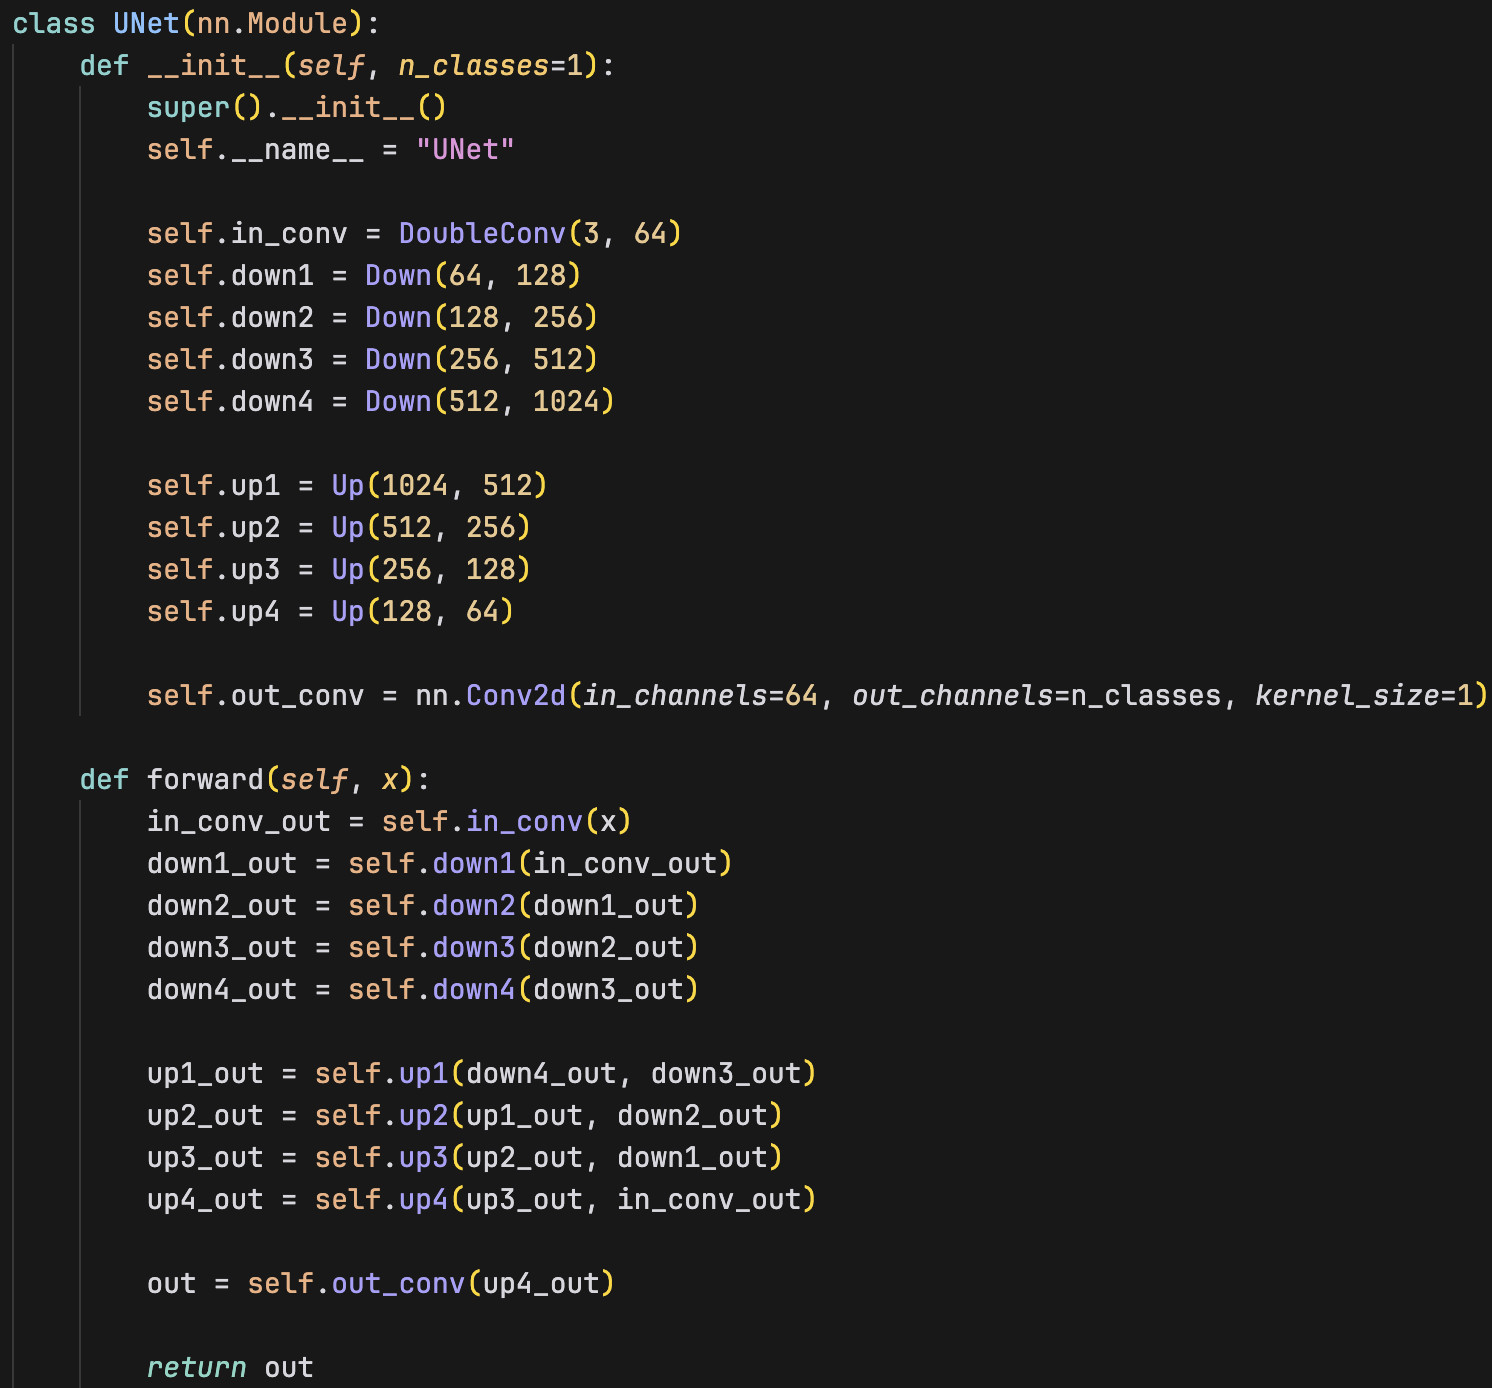 class UNet(nn.Module):
    def __init__(self, n_classes=1):
        super().__init__()
        self.__name__ = "UNet"

        self.in_conv = DoubleConv(3, 64)
        self.down1 = Down(64, 128)
        self.down2 = Down(128, 256)
        self.down3 = Down(256, 512)
        self.down4 = Down(512, 1024)

        self.up1 = Up(1024, 512)
        self.up2 = Up(512, 256)
        self.up3 = Up(256, 128)
        self.up4 = Up(128, 64)

        self.out_conv = nn.Conv2d(in_channels=64, out_channels=n_classes, kernel_size=1)

    def forward(self, x):
        in_conv_out = self.in_conv(x)
        down1_out = self.down1(in_conv_out)
        down2_out = self.down2(down1_out)
        down3_out = self.down3(down2_out)
        down4_out = self.down4(down3_out)

        up1_out = self.up1(down4_out, down3_out)
        up2_out = self.up2(up1_out, down2_out)
        up3_out = self.up3(up2_out, down1_out)
        up4_out = self.up4(up3_out, in_conv_out)

        out = self.out_conv(up4_out)

        return out